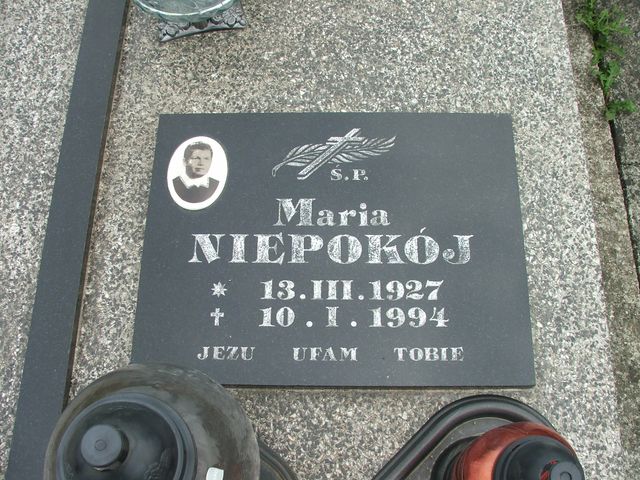 Ś.P.
Maria
NIEPOKÓJ
* 13.III.1927
† 10.I.1994
JEZU UFAM TOBIE